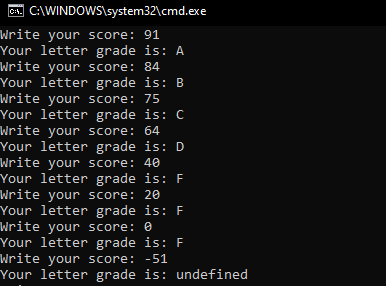 C:\WINDOWS\system32\cmd.exe
Write your score: 91
Your letter grade is: A
Write your score: 84
Your letter grade is: B
Write your score: 75
Your letter grade is: C
Write your score: 64
Your letter grade is: D
Write your score: 40
Your letter grade is: F
Write your score: 20
Your letter grade is: F
Write your score: 0
Your letter grade is: F
Write your score: -51
Your letter grade is: undefined